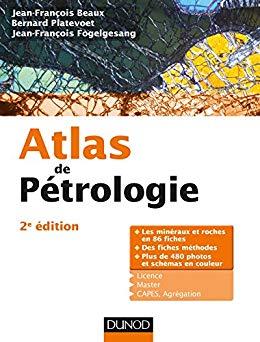 Jean-François Beaux
Bernard Platevoet
Jean-François Fogelgesang
Atlas
de
Pétrologie
2e édition
+ Les minéraux et roches
en 86 fiches
+ Des fiches méthodes
+ Plus de 480 photos
et schémas en couleur
Licence
Master
CAPES, Agrégation
DUNOD